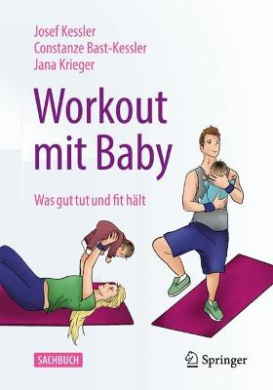 Josef Kessler
Constanze Bast-Kessler
Jana Krieger
Workout
mit Baby
Was gut tut und fit hält
SACHBUCH
Springer